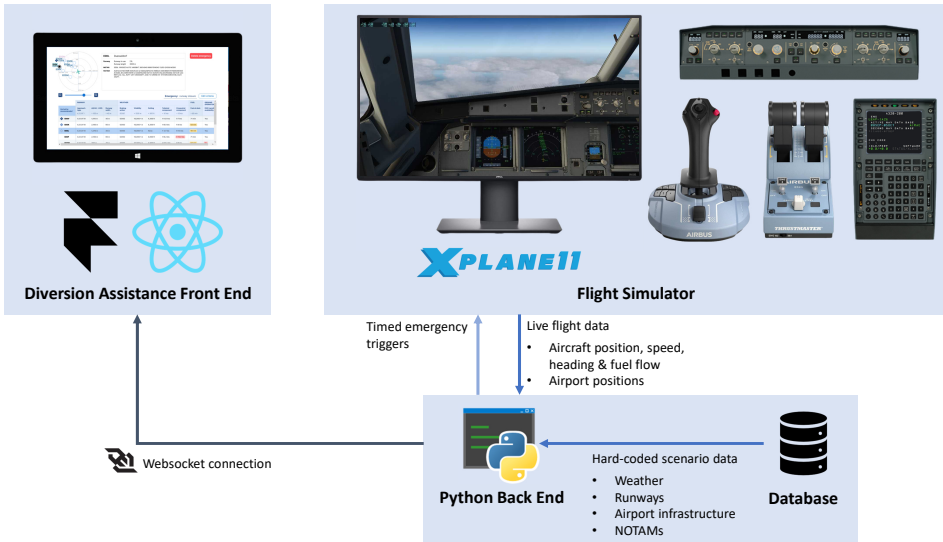 XPLANE11
AIRBUS
AIRBUS
THRUSTMASTER
Diversion Assistance Front End
Flight Simulator
Timed emergency
triggers
Live flight data
• Aircraft position, speed,
heading & fuel flow
• Airport positions
Websocket connection
Hard-coded scenario data
• Weather
• Runways
• Airport infrastructure
• NOTAMs
Python Back End
Database